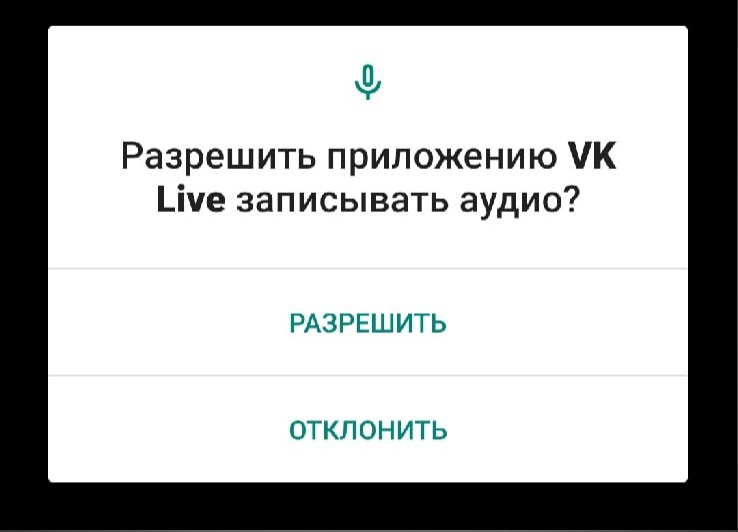 Разрешить приложению VK
Live записывать аудио?
РАЗРЕШИТЬ
ОТКЛОНИТЬ